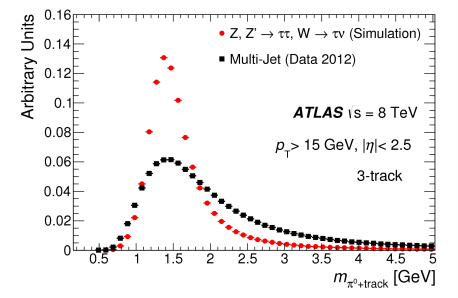 Arbitrary Units
0.16
0.14
0.12
0.1
0.08
0.06
0.04
0.02
0
Z, Z' → ττ, W → τν (Simulation)
Multi-Jet (Data 2012)
ATLAS √s = 8 TeV
p_T > 15 GeV, |η| < 2.5
3-track
0.5 1 1.5 2 2.5 3 3.5 4 4.5 5
m_π⁰+track [GeV]